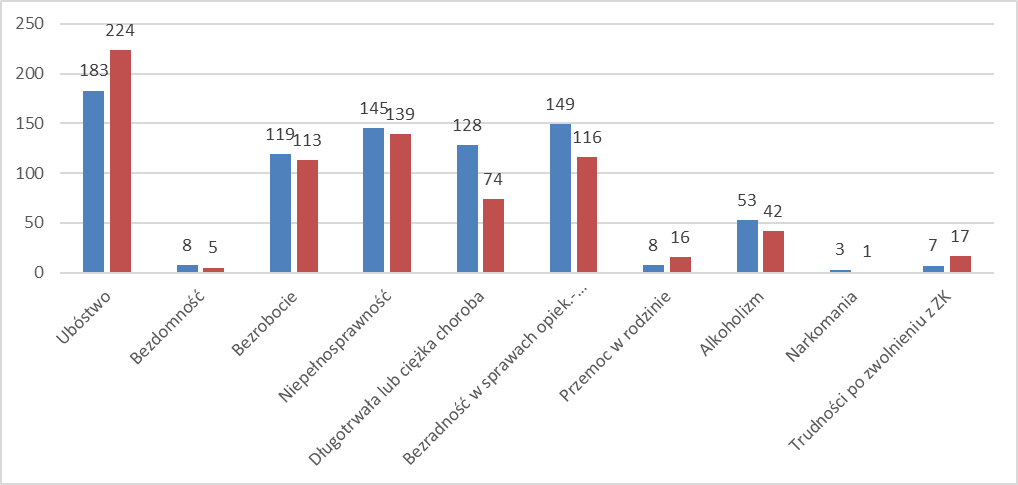 250
200
150
100
50
0
183
224
8
5
119
113
145
139
128
74
149
116
8
16
53
42
3
1
7
17
Ubóstwo
Bezdomność
Bezrobocie
Niepełnosprawność
Długotrwała lub ciężka choroba
Bezradność w sprawach opiek.-...
Przemoc w rodzinie
Alkoholizm
Narkomania
Trudności po zwolnieniu z ZK